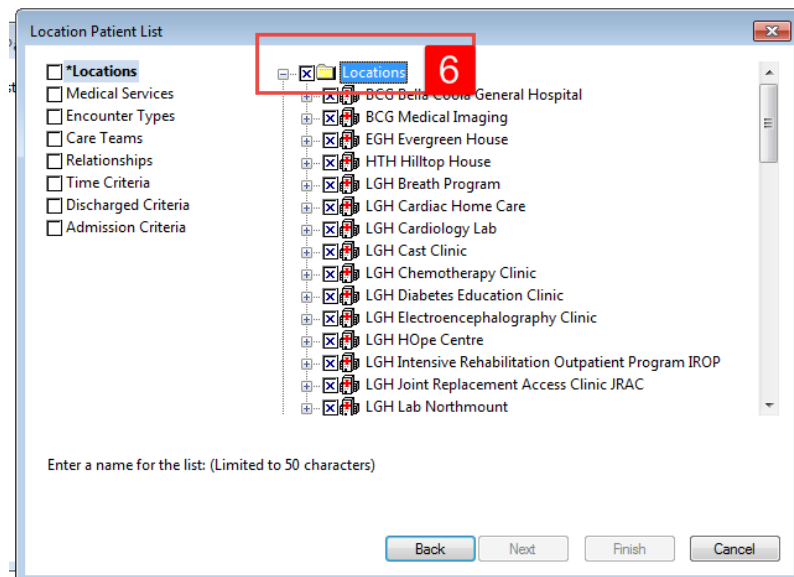 Location Patient List
*Locations
Medical Services
Encounter Types
Care Teams
Relationships
Time Criteria
Discharged Criteria
Admission Criteria
Locations
6
BCG Bella Coola General Hospital
BCG Medical Imaging
EGH Evergreen House
HTH Hilltop House
LGH Breath Program
LGH Cardiac Home Care
LGH Cardiology Lab
LGH Cast Clinic
LGH Chemotherapy Clinic
LGH Diabetes Education Clinic
LGH Electroencephalography Clinic
LGH HOpe Centre
LGH Intensive Rehabilitation Outpatient Program IROP
LGH Joint Replacement Access Clinic JRAC
LGH Lab Northmount
Enter a name for the list: (Limited to 50 characters)
Back Next Finish Cancel